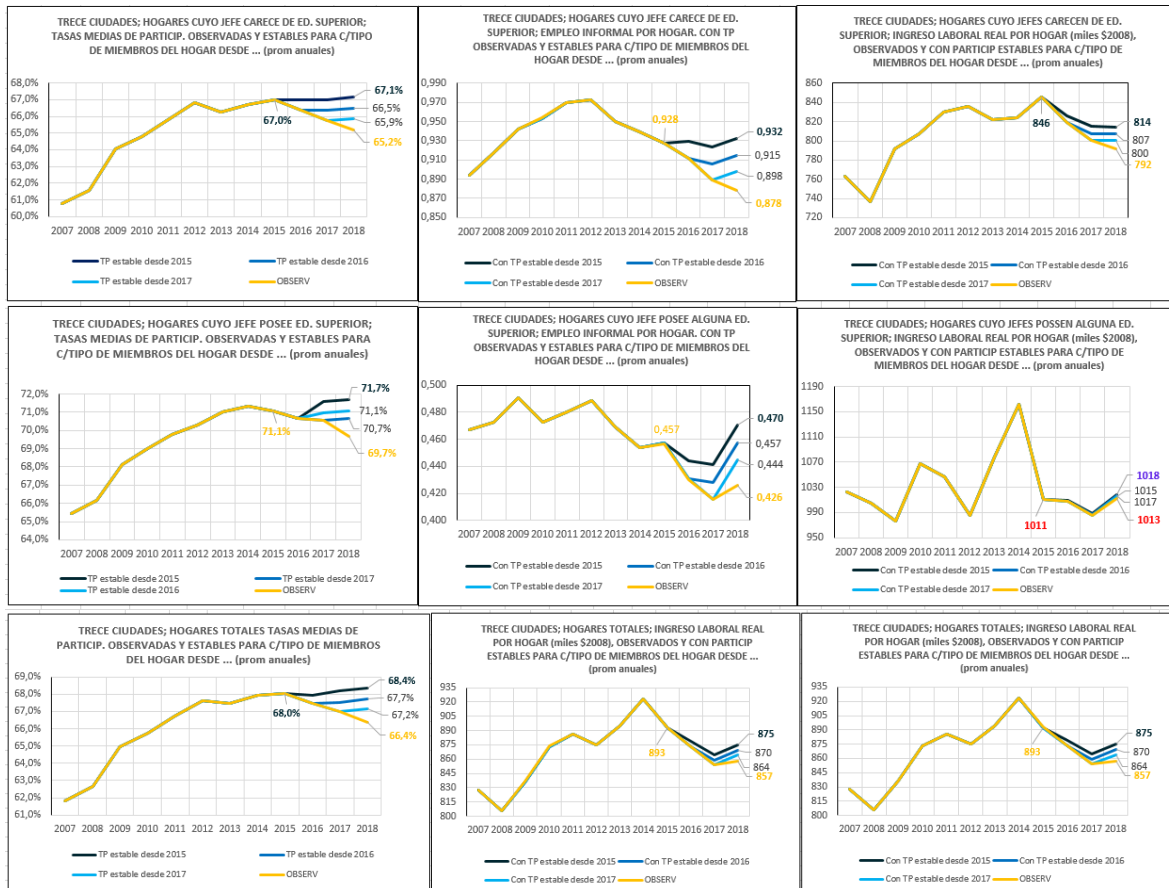 TRECE CIUDADES; HOGARES CUYO JEFE CARECE DE ED. SUPERIOR;
TASAS MEDIAS DE PARTICIP. OBSERVADAS Y ESTABLES PARA C/TIPO
DE MIEMBROS DEL HOGAR DESDE ... (prom anuales)
68,0%
67,0%
66,0%
65,0%
64,0%
63,0%
62,0%
61,0%
60,0%
67,1%
66,5%
65,9%
65,2%
67,0%
2007 2008 2009 2010 2011 2012 2013 2014 2015 2016 2017 2018
TP estable desde 2015
TP estable desde 2016
TP estable desde 2017
OBSERV
TRECE CIUDADES; HOGARES CUYO JEFE CARECE DE ED.
SUPERIOR; EMPLEO INFORMAL POR HOGAR. CON TP
OBSERVADAS Y ESTABLES PARA C/TIPO DE MIEMBROS DEL
HOGAR DESDE ... (prom anuales)
0,990
0,970
0,950
0,930
0,910
0,890
0,870
0,850
0,928
0,932
0,915
0,898
0,878
2007 2008 2009 2010 2011 2012 2013 2014 2015 2016 2017 2018
Con TP estable desde 2015
Con TP estable desde 2016
Con TP estable desde 2017
OBSERV
TRECE CIUDADES; HOGARES CUYO JEFES CARECEN DE ED.
SUPERIOR; INGRESO LABORAL REAL POR HOGAR (miles $2008),
OBSERVADOS Y CON PARTICIP ESTABLES PARA C/TIPO DE
MIEMBROS DEL HOGAR DESDE ... (prom anuales)
860
840
820
800
780
760
740
720
846
814
807
800
792
2007 2008 2009 2010 2011 2012 2013 2014 2015 2016 2017 2018
Con TP estable desde 2015
Con TP estable desde 2016
Con TP estable desde 2017
OBSERV
TRECE CIUDADES; HOGARES CUYO JEFE POSEE ED. SUPERIOR;
TASAS MEDIAS DE PARTICIP. OBSERVADAS Y ESTABLES PARA
C/TIPO DE MIEMBROS DEL HOGAR DESDE ... (prom anuales)
72,0%
71,0%
70,0%
69,0%
68,0%
67,0%
66,0%
65,0%
64,0%
71,7%
71,1%
70,7%
69,7%
71,1%
2007 2008 2009 2010 2011 2012 2013 2014 2015 2016 2017 2018
TP estable desde 2015
TP estable desde 2017
TP estable desde 2016
OBSERV
TRECE CIUDADES; HOGARES CUYO JEFE POSEE ALGUNA ED.
SUPERIOR; EMPLEO INFORMAL POR HOGAR. CON TP
OBSERVADAS Y ESTABLES PARA C/TIPO DE MIEMBROS DEL
HOGAR DESDE ... (prom anuales)
0,500
0,480
0,460
0,440
0,420
0,400
0,457
0,470
0,457
0,444
0,426
2007 2008 2009 2010 2011 2012 2013 2014 2015 2016 2017 2018
Con TP estable desde 2015
Con TP estable desde 2016
Con TP estable desde 2017
OBSERV
TRECE CIUDADES; HOGARES CUYO JEFES POSSEN ALGUNA ED.
SUPERIOR; INGRESO LABORAL REAL POR HOGAR (miles $2008),
OBSERVADOS Y CON PARTICIP ESTABLES PARA C/TIPO DE
MIEMBROS DEL HOGAR DESDE ... (prom anuales)
1190
1150
1110
1070
1030
990
950
1018
1015
1017
1013
1011
2007 2008 2009 2010 2011 2012 2013 2014 2015 2016 2017 2018
Con TP estable desde 2015
Con TP estable desde 2016
Con TP estable desde 2017
OBSERV
TRECE CIUDADES; HOGARES TOTALES TASAS MEDIAS DE
PARTICIP. OBSERVADAS Y ESTABLES PARA C/TIPO DE MIEMBROS
DEL HOGAR DESDE ... (prom anuales)
69,0%
68,0%
67,0%
66,0%
65,0%
64,0%
63,0%
62,0%
61,0%
68,4%
67,7%
67,2%
66,4%
68,0%
2007 2008 2009 2010 2011 2012 2013 2014 2015 2016 2017 2018
TP estable desde 2015
TP estable desde 2016
TP estable desde 2017
OBSERV
TRECE CIUDADES; HOGARES TOTALES; INGRESO LABORAL REAL
POR HOGAR (miles $2008), OBSERVADOS Y CON PARTICIP
ESTABLES PARA C/TIPO DE MIEMBROS DEL HOGAR DESDE ...
(prom anuales)
935
920
905
890
875
860
845
830
815
800
893
875
870
864
857
2007 2008 2009 2010 2011 2012 2013 2014 2015 2016 2017 2018
Con TP estable desde 2015
Con TP estable desde 2016
Con TP estable desde 2017
OBSERV
TRECE CIUDADES; HOGARES TOTALES; INGRESO LABORAL REAL
POR HOGAR (miles $2008), OBSERVADOS Y CON PARTICIP
ESTABLES PARA C/TIPO DE MIEMBROS DEL HOGAR DESDE ...
(prom anuales)
935
920
905
890
875
860
845
830
815
800
893
875
870
864
857
2007 2008 2009 2010 2011 2012 2013 2014 2015 2016 2017 2018
Con TP estable desde 2015
Con TP estable desde 2016
Con TP estable desde 2017
OBSERV